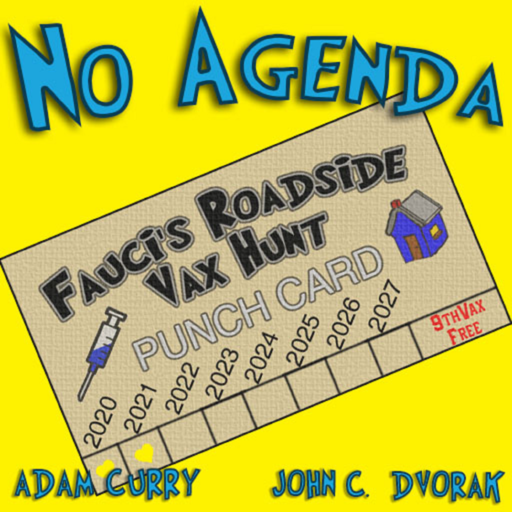 No Agenda
Fauci's Roadside
Vax Hunt
PUNCH CARD
2020
2021
2022
2023
2024
2025
2026
2027
9thVax
Free
Adam Curry
John C. Dvorak